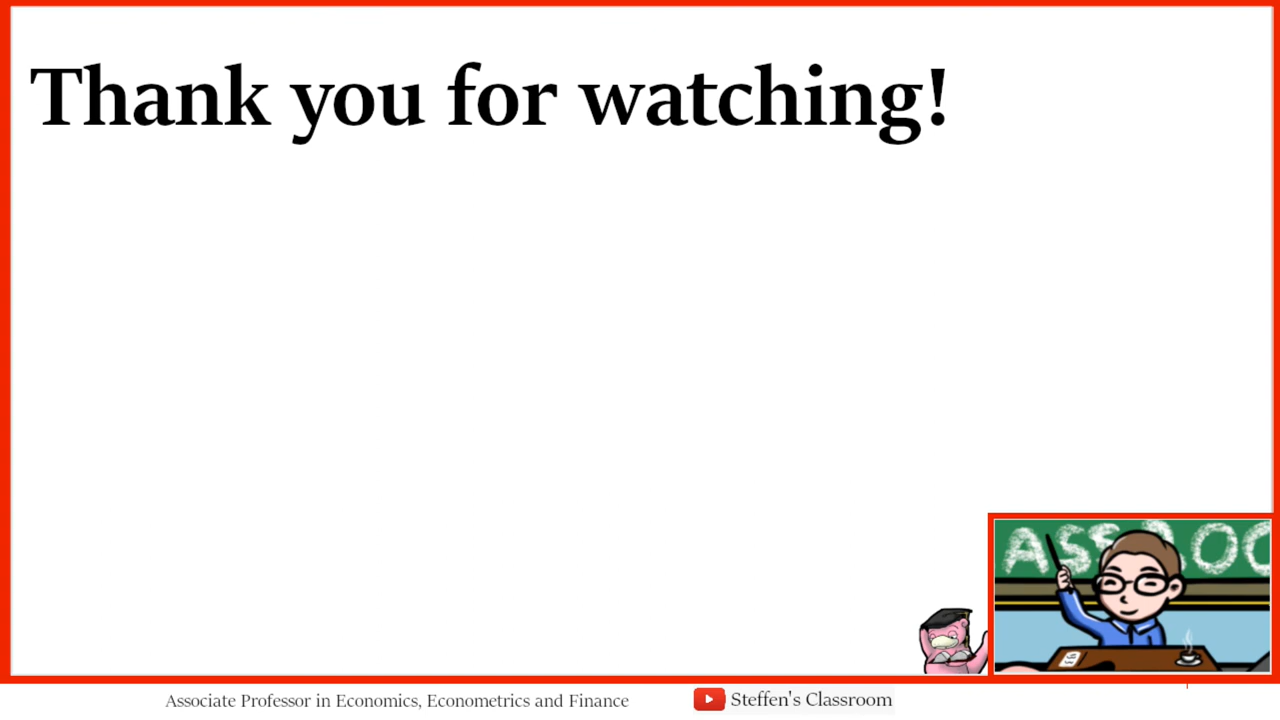 Thank you for watching!
Associate Professor in Economics, Econometrics and Finance
Steffen's Classroom